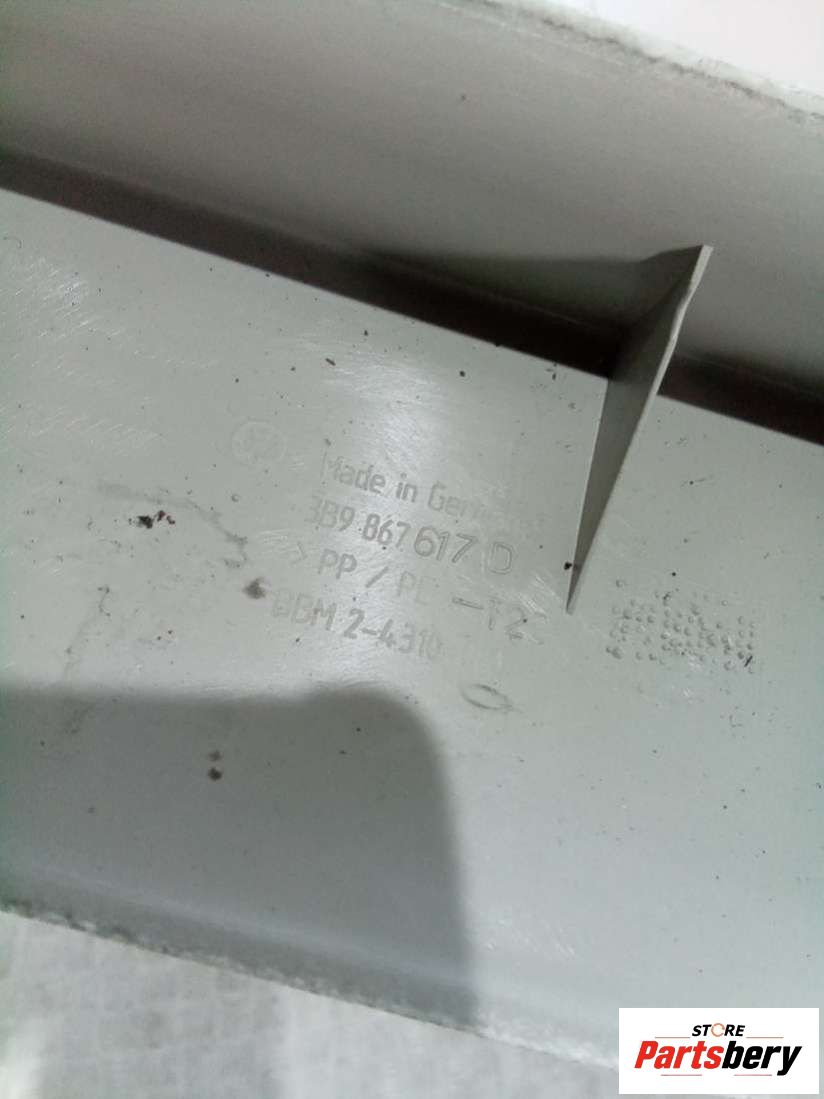 Made in Germany
3B9 867 617 D
> PP / PE -T2
BBM 2-4310
STORE
Partsbery